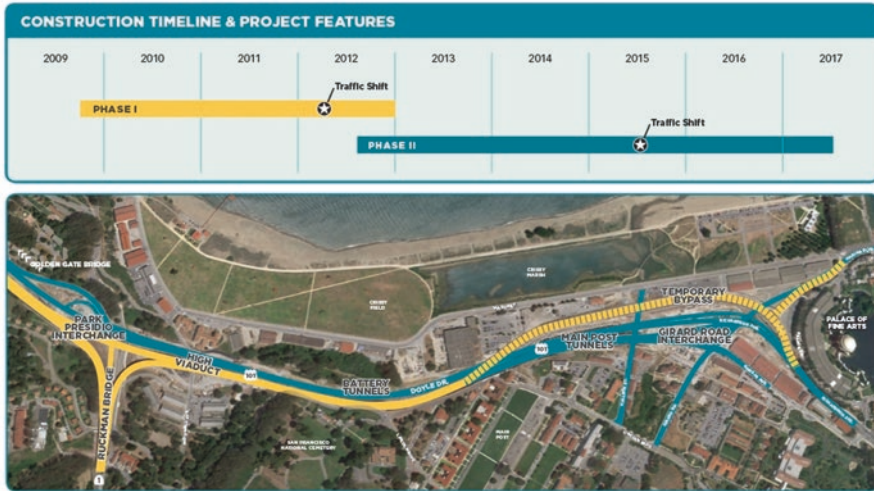 CONSTRUCTION TIMELINE & PROJECT FEATURES
2009 2010 2011 2012 2013 2014 2015 2016 2017
Traffic Shift
PHASE I
Traffic Shift
PHASE II
GOLDEN GATE BRIDGE
CRISSY
MARSH
CRISSY
FIELD
TEMPORARY
BYPASS
PARK
PRESIDIO
INTERCHANGE
PALACE OF
FINE ARTS
HIGH
VIADUCT
101
MAIN POST
TUNNELS
GIRARD ROAD
INTERCHANGE
101
BATTERY
TUNNELS
DOYLE DR.
RUCKMAN BRIDGE
SAN FRANCISCO
NATIONAL CEMETERY
MAIN
POST
1